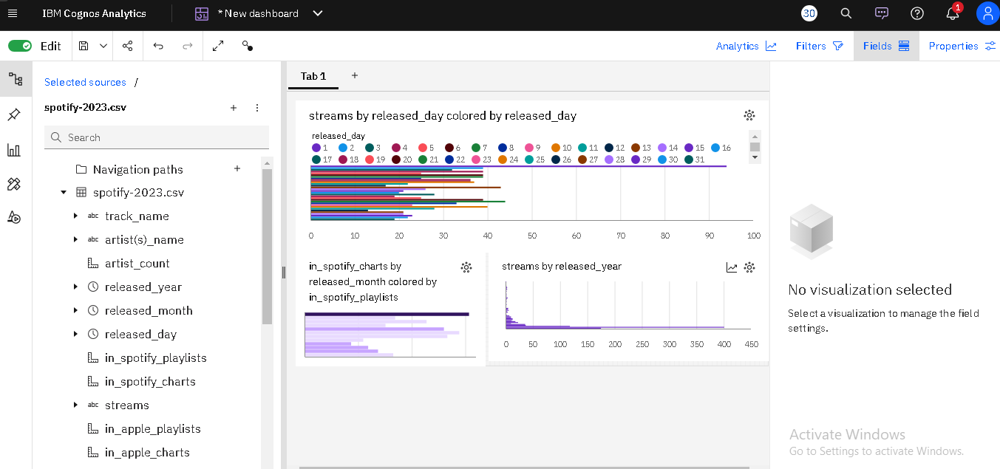 IBM Cognos Analytics
* New dashboard
30
1
Edit
Analytics
Filters
Fields
Properties
Selected sources /
spotify-2023.csv
Search
Navigation paths
spotify-2023.csv
abc track_name
abc artist(s)_name
artist_count
released_year
released_month
released_day
in_spotify_playlists
in_spotify_charts
abc streams
in_apple_playlists
in_apple_charts
Tab 1
streams by released_day colored by released_day
released_day
1 2 3 4 5 6 7 8 9 10 11 12 13 14 15 16
17 18 19 20 21 22 23 24 25 26 27 28 29 30 31
0 10 20 30 40 50 60 70 80 90 100
in_spotify_charts by
released_month colored by
in_spotify_playlists
streams by released_year
0 50 100 150 200 250 300 350 400 450
No visualization selected
Select a visualization to manage the field
settings.
Activate Windows
Go to Settings to activate Windows.